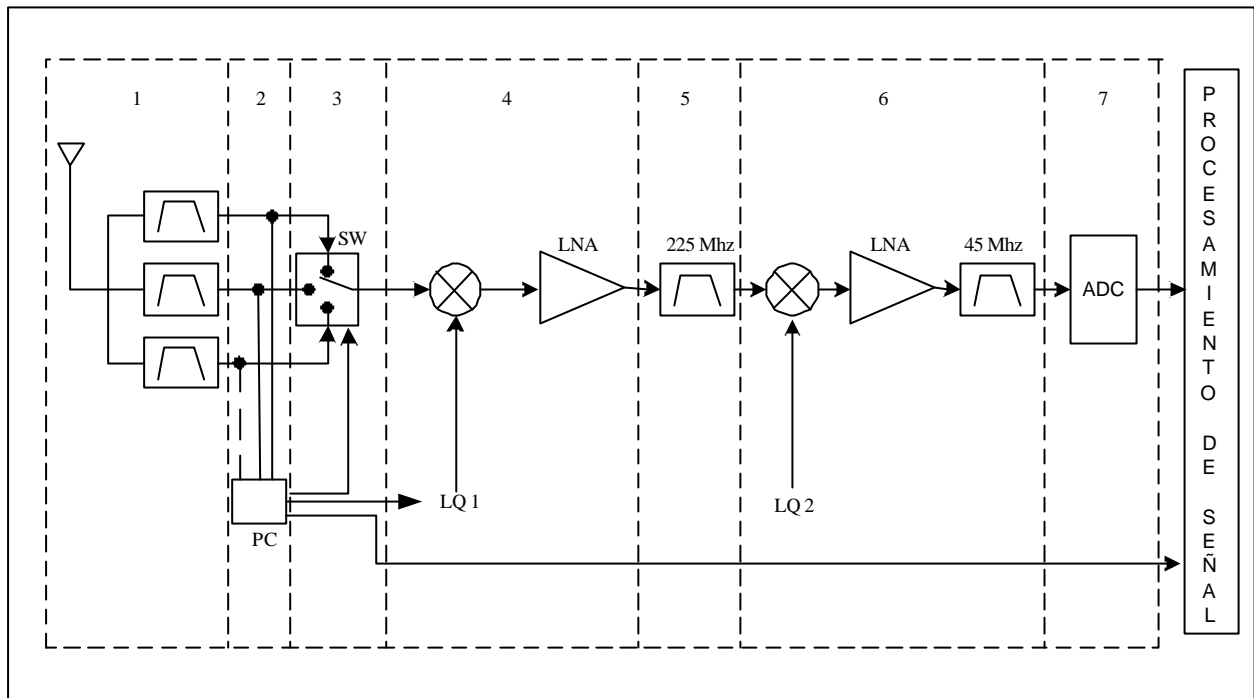 1 2 3 4 5 6 7
SW
LNA
225 Mhz
LNA
45 Mhz
ADC
LQ 1
LQ 2
PC
PROCESAMIENTO DE SEÑAL